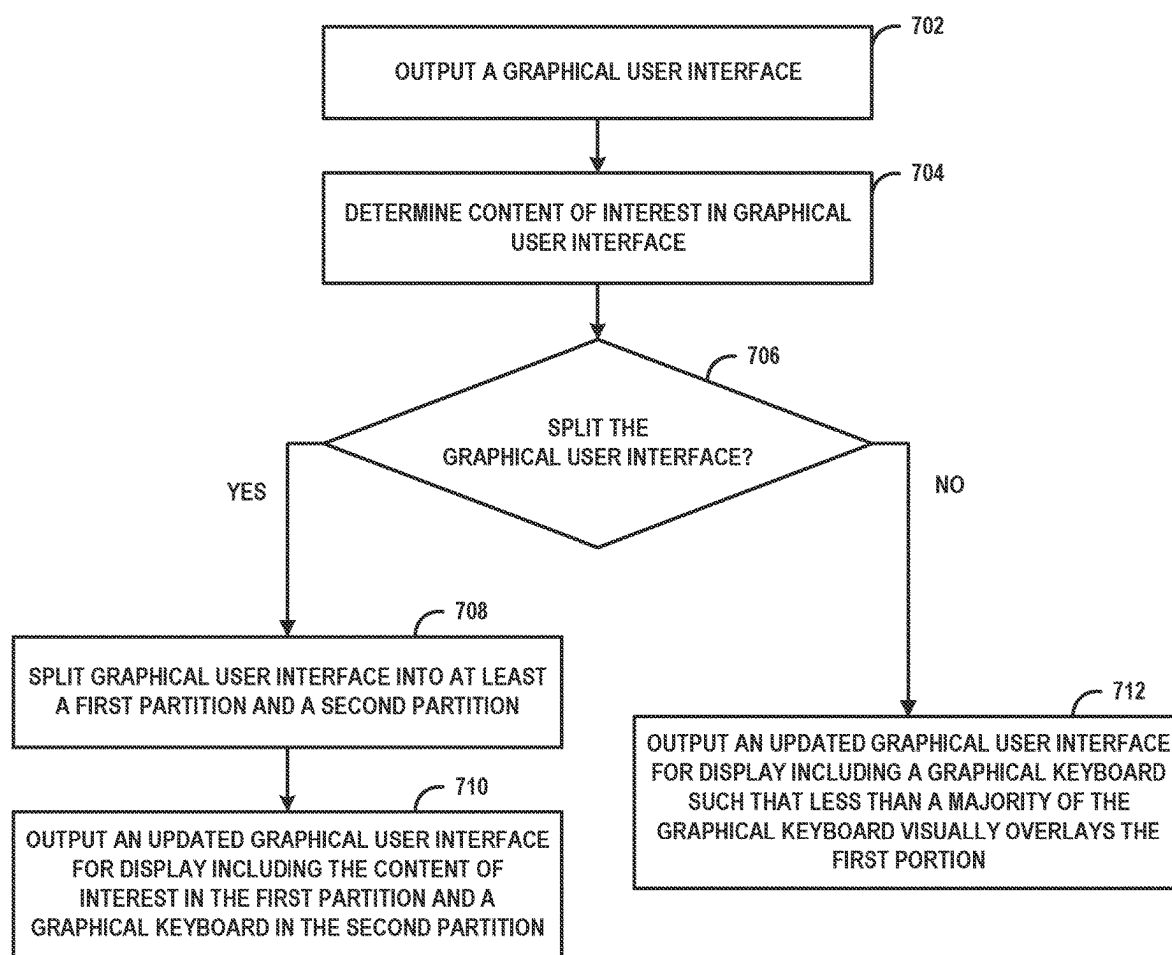 702
OUTPUT A GRAPHICAL USER INTERFACE
704
DETERMINE CONTENT OF INTEREST IN GRAPHICAL
USER INTERFACE
706
SPLIT THE
GRAPHICAL USER INTERFACE?
YES
NO
708
SPLIT GRAPHICAL USER INTERFACE INTO AT LEAST
A FIRST PARTITION AND A SECOND PARTITION
710
OUTPUT AN UPDATED GRAPHICAL USER INTERFACE
FOR DISPLAY INCLUDING THE CONTENT OF
INTEREST IN THE FIRST PARTITION AND A
GRAPHICAL KEYBOARD IN THE SECOND PARTITION
712
OUTPUT AN UPDATED GRAPHICAL USER INTERFACE
FOR DISPLAY INCLUDING A GRAPHICAL KEYBOARD
SUCH THAT LESS THAN A MAJORITY OF THE
GRAPHICAL KEYBOARD VISUALLY OVERLAYS THE
FIRST PORTION